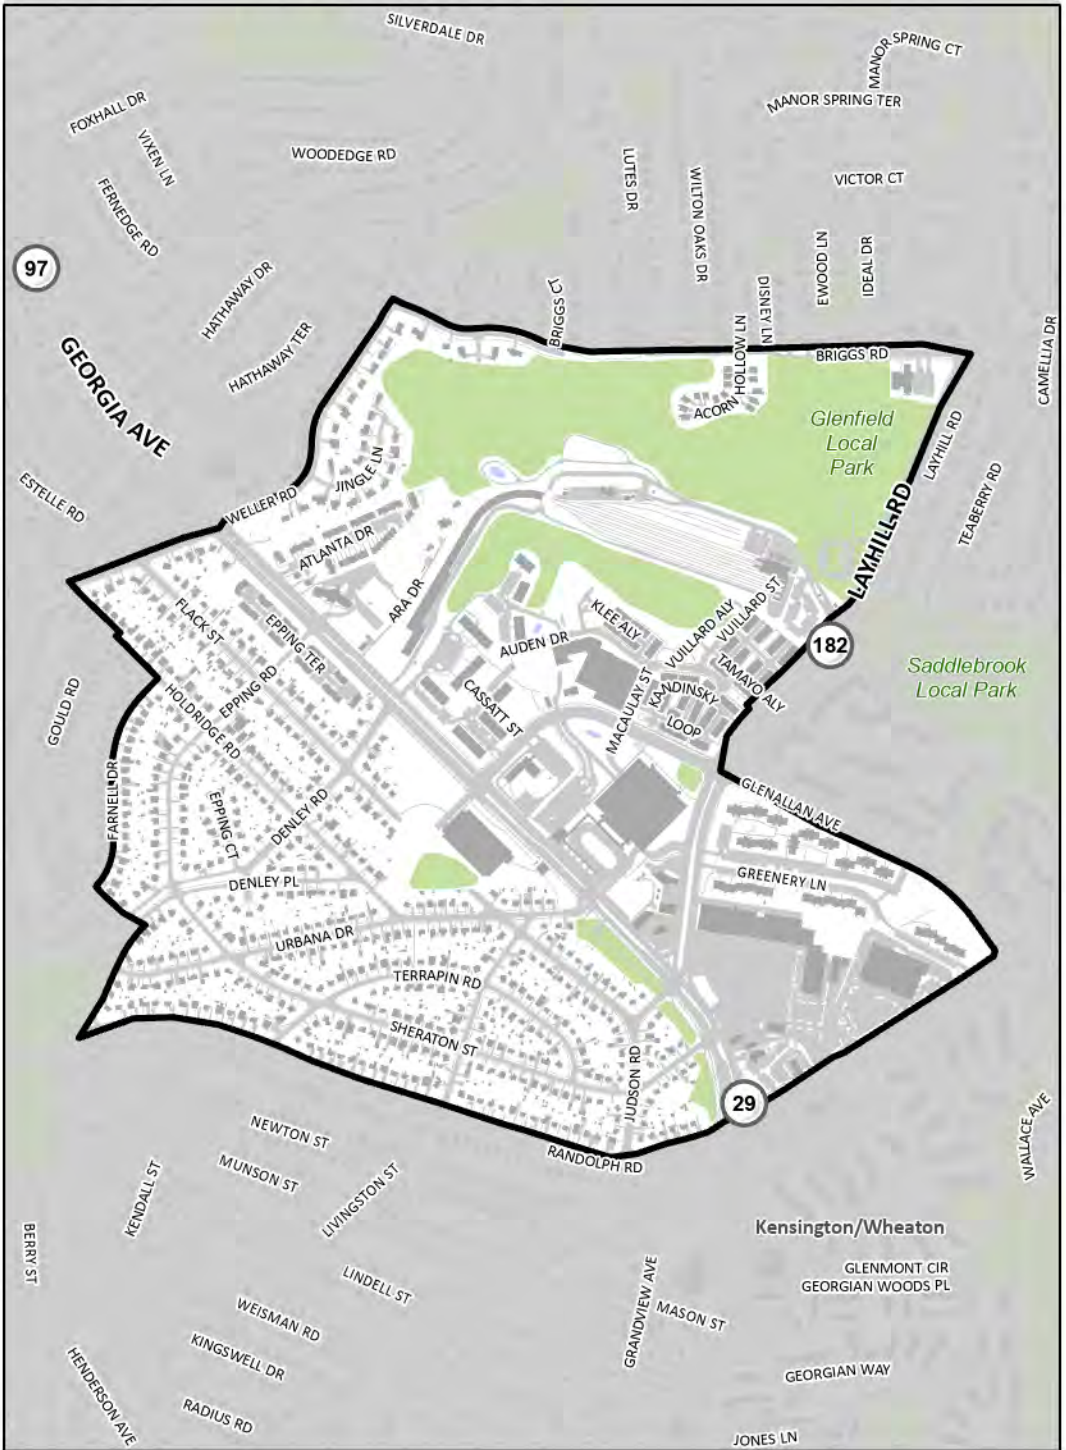 SILVERDALE DR
MANOR SPRING CT
MANOR SPRING TER
FOXHALL DR
VIXEN LN
WOODEDGE RD
FERNEDGE RD
LUTES DR
WILTON OAKS DR
VICTOR CT
97
HATHAWAY DR
EWOOD LN
IDEAL DR
DISNEY LN
BRIGGS CT
HATHAWAY TER
GEORGIA AVE
BRIGGS RD
CAMELLIA DR
ACORN HOLLOW LN
Glenfield
Local
Park
LAYHILL RD
JINGLE LN
ESTELLE RD
WELLER RD
TEABERRY RD
LAYHILL RD
ATLANTA DR
ARA DR
FLACK ST
EPPING TER
KLEE ALY
VUILLARD ALY
VUILLARD ST
AUDEN DR
182
Saddlebrook
Local Park
TAMAYO ALY
EPPING RD
CASSATT ST
MACAULAY ST
KANDINSKY
LOOP
GOULD RD
HOLDRIDGE RD
FARNELL DR
EPPING CT
DENLEY RD
GLENALLAN AVE
DENLEY PL
GREENERY LN
URBANA DR
TERRAPIN RD
SHERATON ST
JUDSON RD
29
RANDOLPH RD
NEWTON ST
MUNSON ST
KENDALL ST
LIVINGSTON ST
WALLACE AVE
BERRY ST
Kensington/Wheaton
LINDELL ST
GLENMONT CIR
GEORGIAN WOODS PL
GRANDVIEW AVE
MASON ST
WEISMAN RD
KINGSWELL DR
HENDERSON AVE
GEORGIAN WAY
RADIUS RD
JONES LN